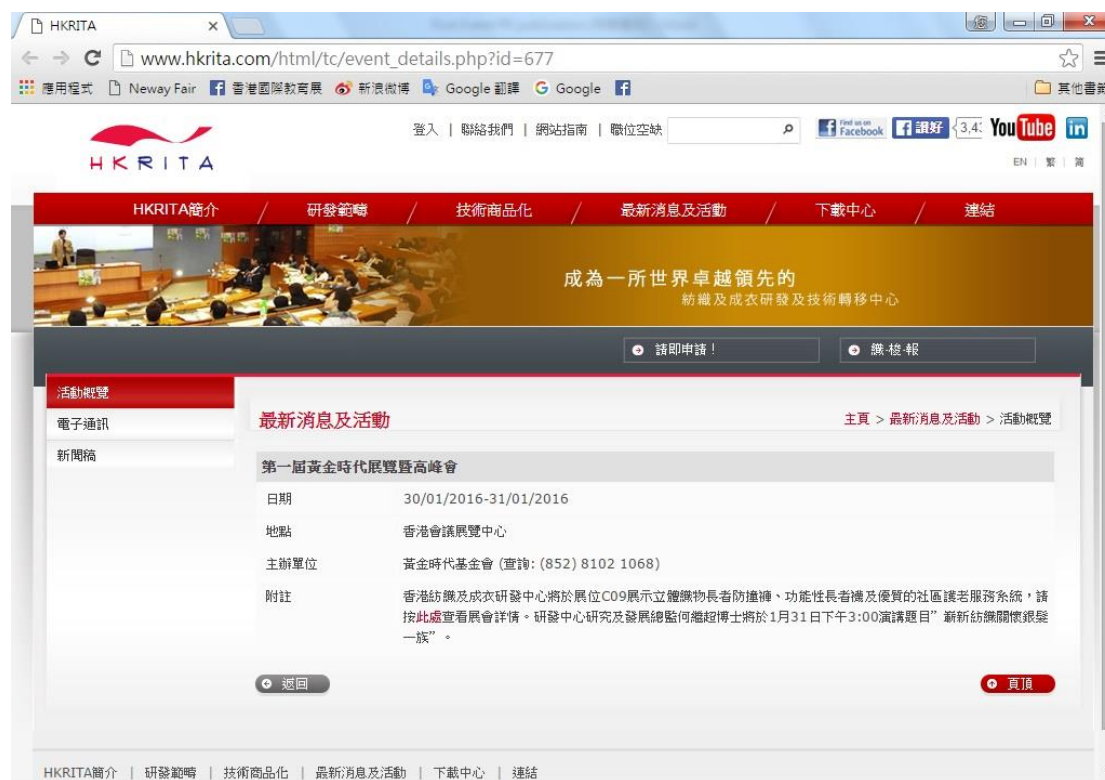 HKRITA
www.hkrita.com/html/tc/event_details.php?id=677
應用程式 Neway Fair 香港國際教育展 新浪微博 Google 翻譯 Google 其他書
登入 | 聯絡我們 | 網站指南 | 職位空缺
Find us on Facebook 讚好 3,4 YouTube in
HKRITA
EN | 繁 | 简
HKRITA簡介 / 研發範疇 / 技術商品化 / 最新消息及活動 / 下載中心 / 連結
成為一所世界卓越領先的
紡織及成衣研發及技術轉移中心
請即申請！ 織‧梭‧報
活動概覽
電子通訊
新聞稿
最新消息及活動 主頁 > 最新消息及活動 > 活動概覽
第一屆黃金時代展覽暨高峰會
日期 30/01/2016-31/01/2016
地點 香港會議展覽中心
主辦單位 黃金時代基金會 (查詢: (852) 8102 1068)
附註 香港紡織及成衣研發中心將於展位C09展示立體織物長者防撞褲、功能性長者襪及優質的社區護老服務系統，請
按此處查看展會詳情。研發中心研究及發展總監何繼超博士將於1月31日下午3:00演講題目”嶄新紡織關懷銀髮
一族”。
返回 頁頂
HKRITA簡介 | 研發範疇 | 技術商品化 | 最新消息及活動 | 下載中心 | 連結